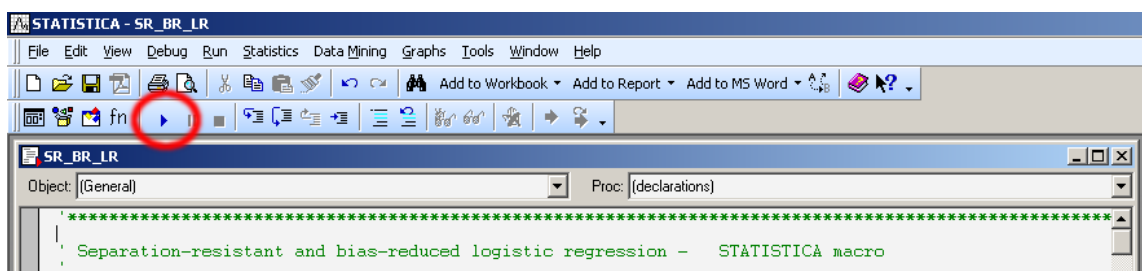 STATISTICA - SR_BR_LR
File Edit View Debug Run Statistics Data Mining Graphs Tools Window Help
Add to Workbook Add to Report Add to MS Word
fn
SR_BR_LR
Object: (General) Proc: (declarations)
'****************************************************************************************************
' Separation-resistant and bias-reduced logistic regression - STATISTICA macro
'